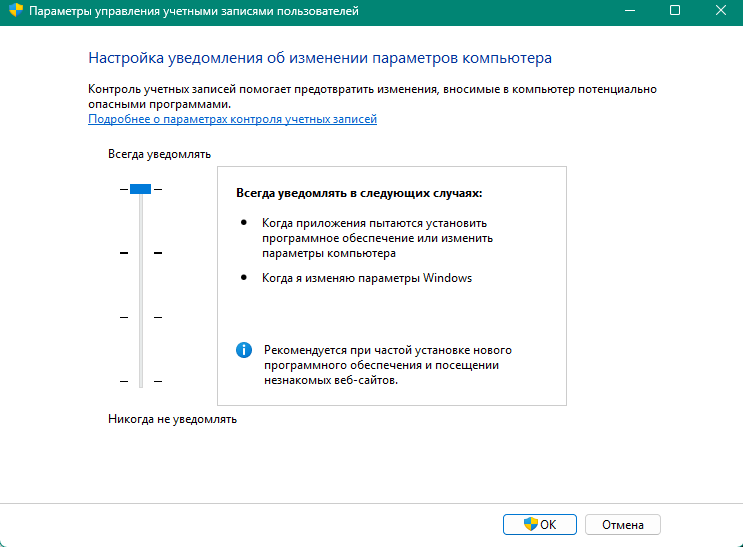 Параметры управления учетными записями пользователей
Настройка уведомления об изменении параметров компьютера
Контроль учетных записей помогает предотвратить изменения, вносимые в компьютер потенциально
опасными программами.
Подробнее о параметрах контроля учетных записей
Всегда уведомлять
Всегда уведомлять в следующих случаях:
Когда приложения пытаются установить
программное обеспечение или изменить
параметры компьютера
Когда я изменяю параметры Windows
Рекомендуется при частой установке нового
программного обеспечения и посещении
незнакомых веб-сайтов.
Никогда не уведомлять
ОК
Отмена